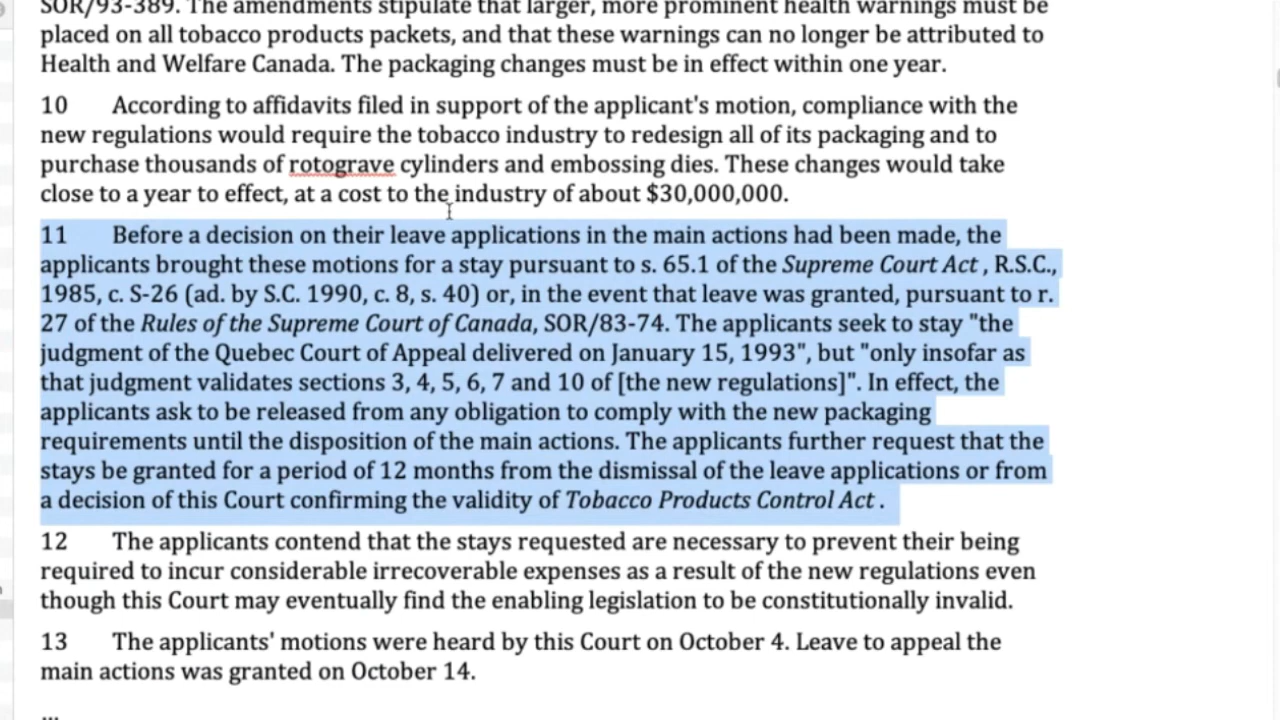 SOR/93-389. The amendments stipulate that larger, more prominent health warnings must be
placed on all tobacco products packets, and that these warnings can no longer be attributed to
Health and Welfare Canada. The packaging changes must be in effect within one year.
10 According to affidavits filed in support of the applicant's motion, compliance with the
new regulations would require the tobacco industry to redesign all of its packaging and to
purchase thousands of rotograve cylinders and embossing dies. These changes would take
close to a year to effect, at a cost to the industry of about $30,000,000.
11 Before a decision on their leave applications in the main actions had been made, the
applicants brought these motions for a stay pursuant to s. 65.1 of the Supreme Court Act , R.S.C.,
1985, c. S-26 (ad. by S.C. 1990, c. 8, s. 40) or, in the event that leave was granted, pursuant to r.
27 of the Rules of the Supreme Court of Canada, SOR/83-74. The applicants seek to stay "the
judgment of the Quebec Court of Appeal delivered on January 15, 1993", but "only insofar as
that judgment validates sections 3, 4, 5, 6, 7 and 10 of [the new regulations]". In effect, the
applicants ask to be released from any obligation to comply with the new packaging
requirements until the disposition of the main actions. The applicants further request that the
stays be granted for a period of 12 months from the dismissal of the leave applications or from
a decision of this Court confirming the validity of Tobacco Products Control Act .
12 The applicants contend that the stays requested are necessary to prevent their being
required to incur considerable irrecoverable expenses as a result of the new regulations even
though this Court may eventually find the enabling legislation to be constitutionally invalid.
13 The applicants' motions were heard by this Court on October 4. Leave to appeal the
main actions was granted on October 14.
...